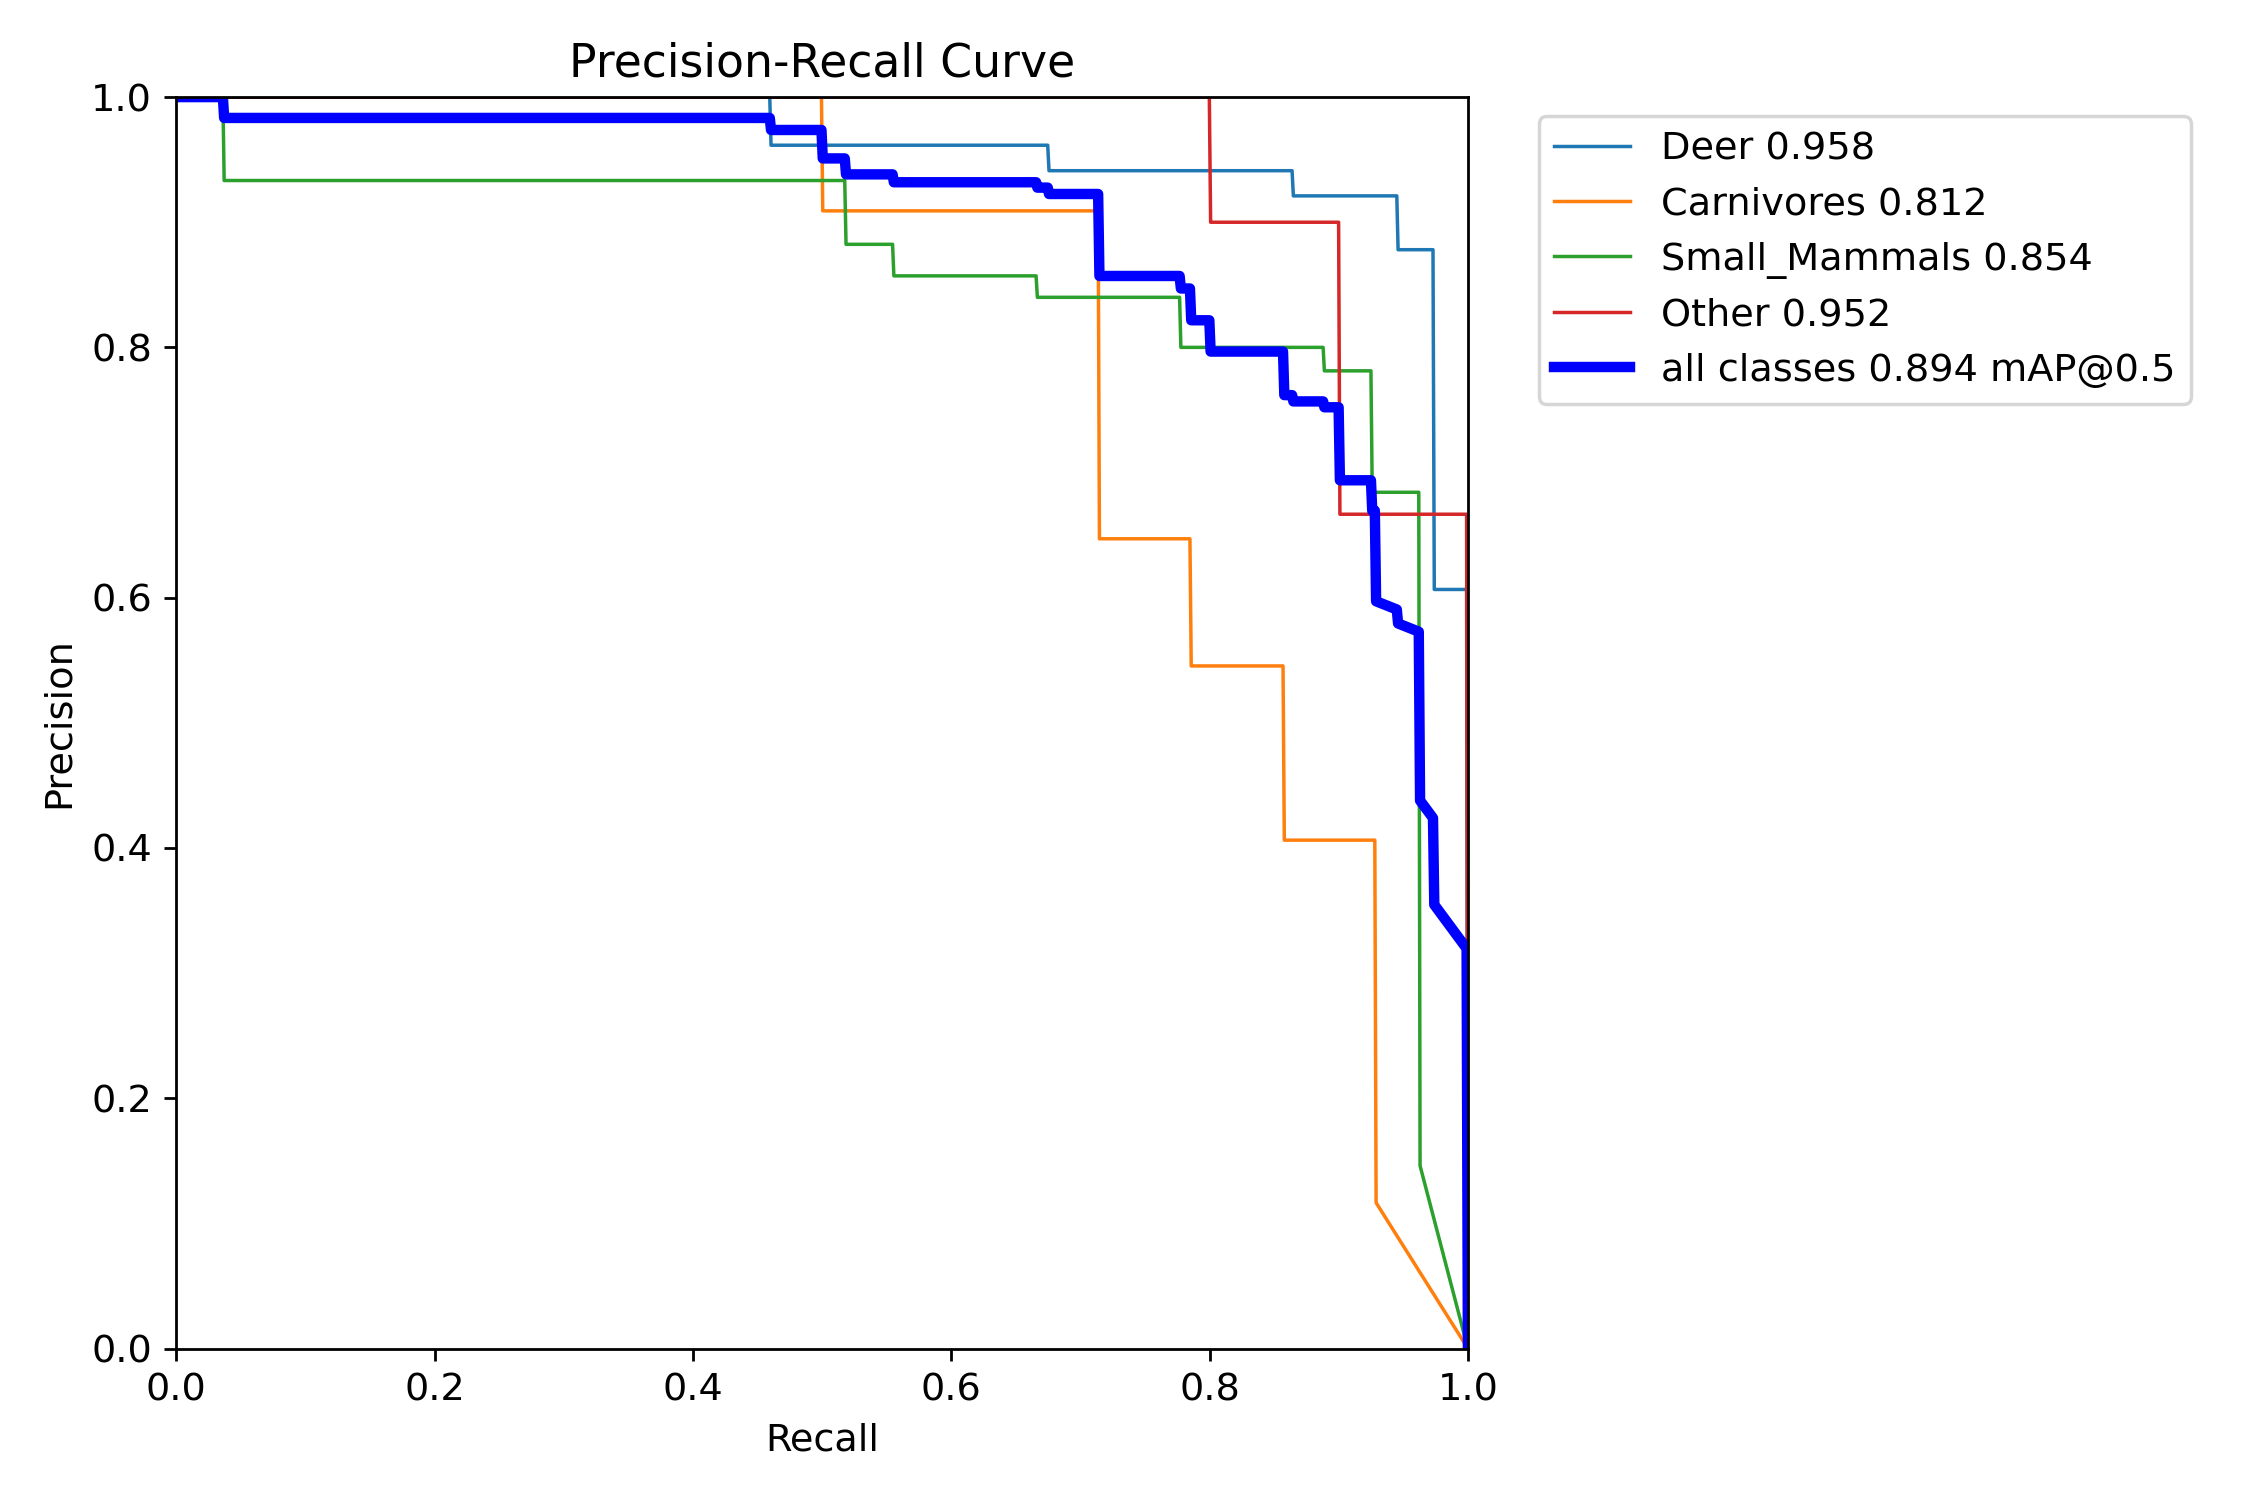 Precision-Recall Curve
1.0
0.8
0.6
0.4
0.2
0.0
Precision
0.0 0.2 0.4 0.6 0.8 1.0
Recall
Deer 0.958
Carnivores 0.812
Small_Mammals 0.854
Other 0.952
all classes 0.894 mAP@0.5